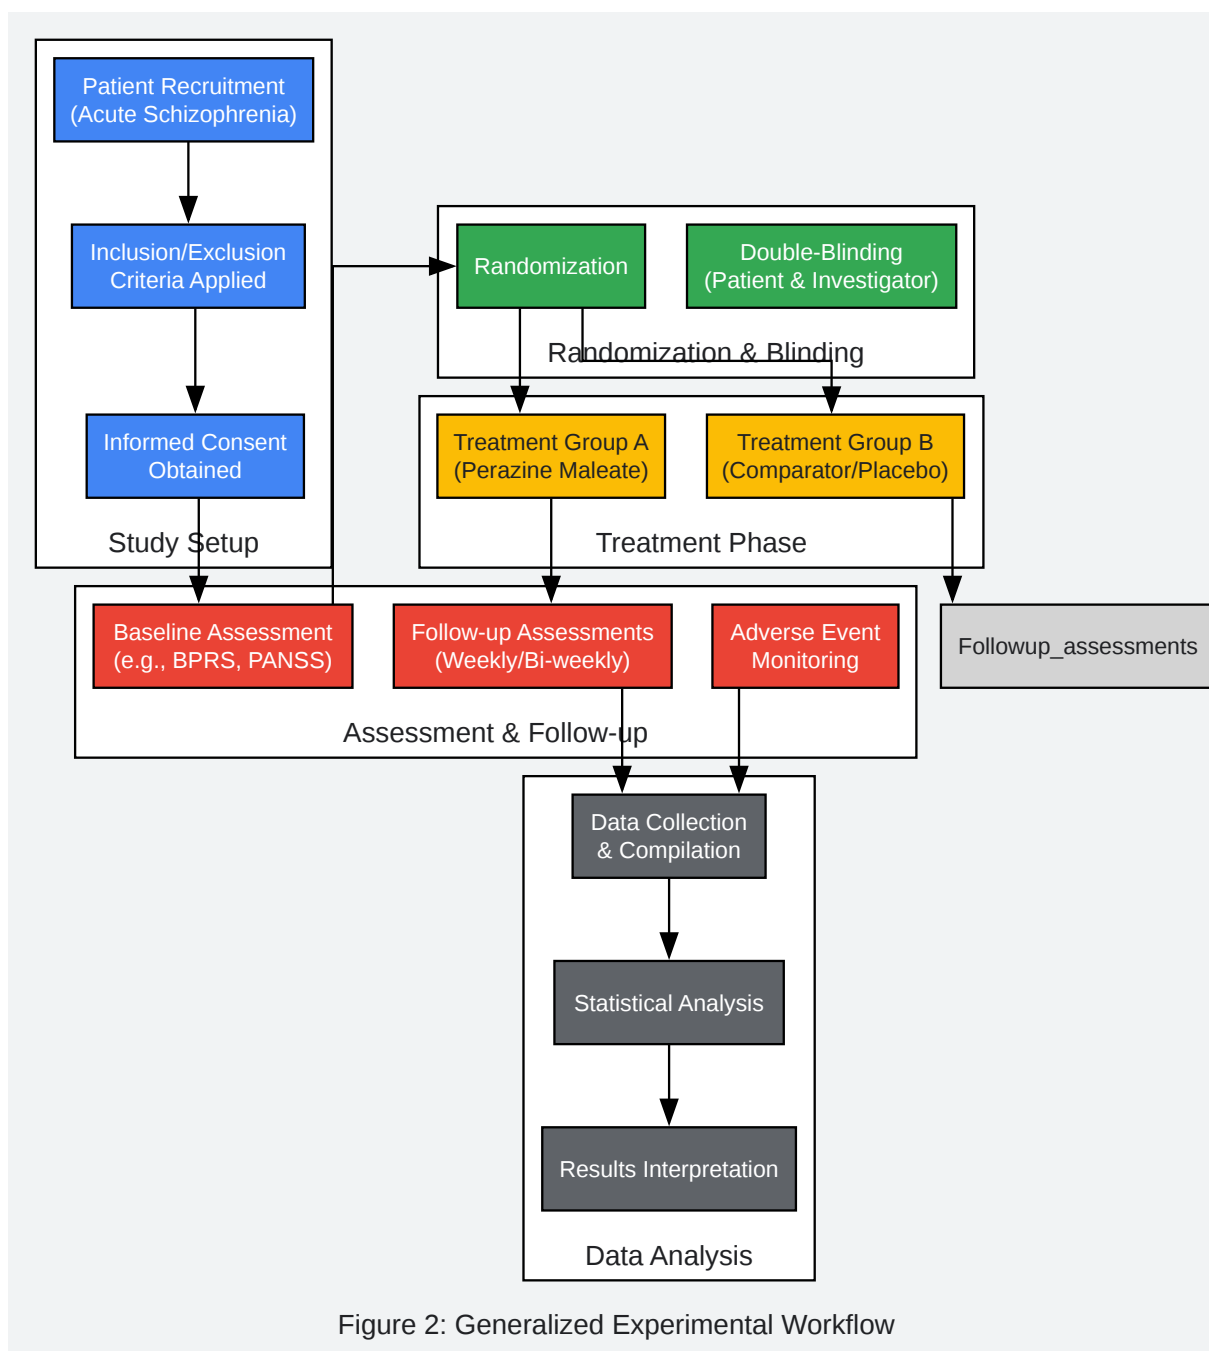 Patient Recruitment
(Acute Schizophrenia)
Inclusion/Exclusion
Criteria Applied
Informed Consent
Obtained
Study Setup
Randomization
Double-Blinding
(Patient & Investigator)
Randomization & Blinding
Treatment Group A
(Perazine Maleate)
Treatment Group B
(Comparator/Placebo)
Treatment Phase
Baseline Assessment
(e.g., BPRS, PANSS)
Follow-up Assessments
(Weekly/Bi-weekly)
Adverse Event
Monitoring
Assessment & Follow-up
Followup_assessments
Data Collection
& Compilation
Statistical Analysis
Results Interpretation
Data Analysis
Figure 2: Generalized Experimental Workflow